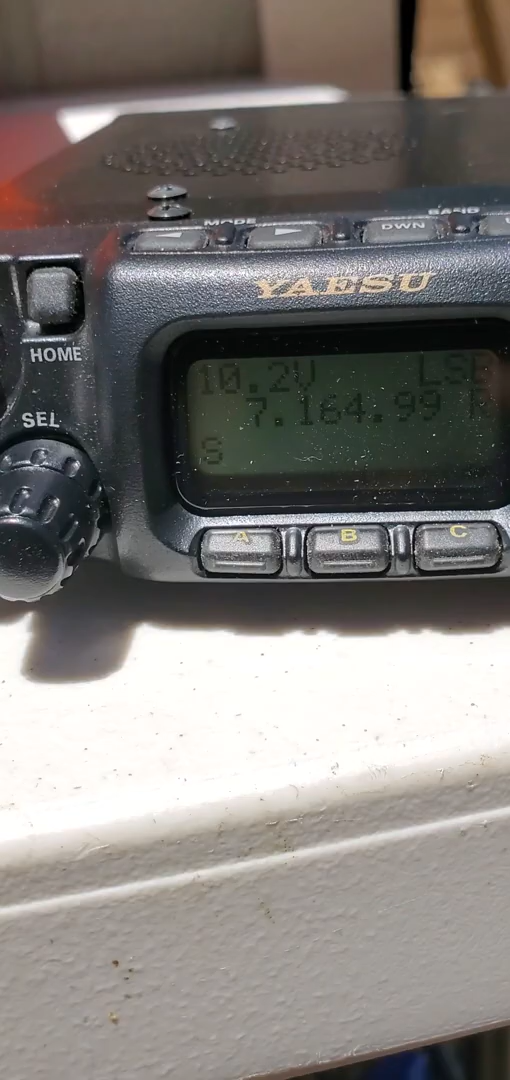 MODE BAND
◄ ► DWN
YAESU
HOME
10.2V LSB
SEL
7.164.99
S
A B C